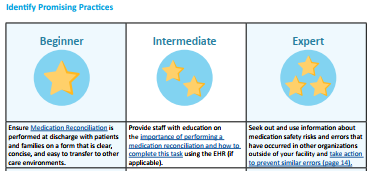 Identify Promising Practices
Beginner
Intermediate
Expert
Ensure Medication Reconciliation is
performed at discharge with patients
and families on a form that is clear,
concise, and easy to transfer to other
care environments.
Provide staff with education on
the importance of performing a
medication reconciliation and how to
complete this task using the EHR (if
applicable).
Seek out and use information about
medication safety risks and errors that
have occurred in other organizations
outside of your facility and take action
to prevent similar errors (page 14).